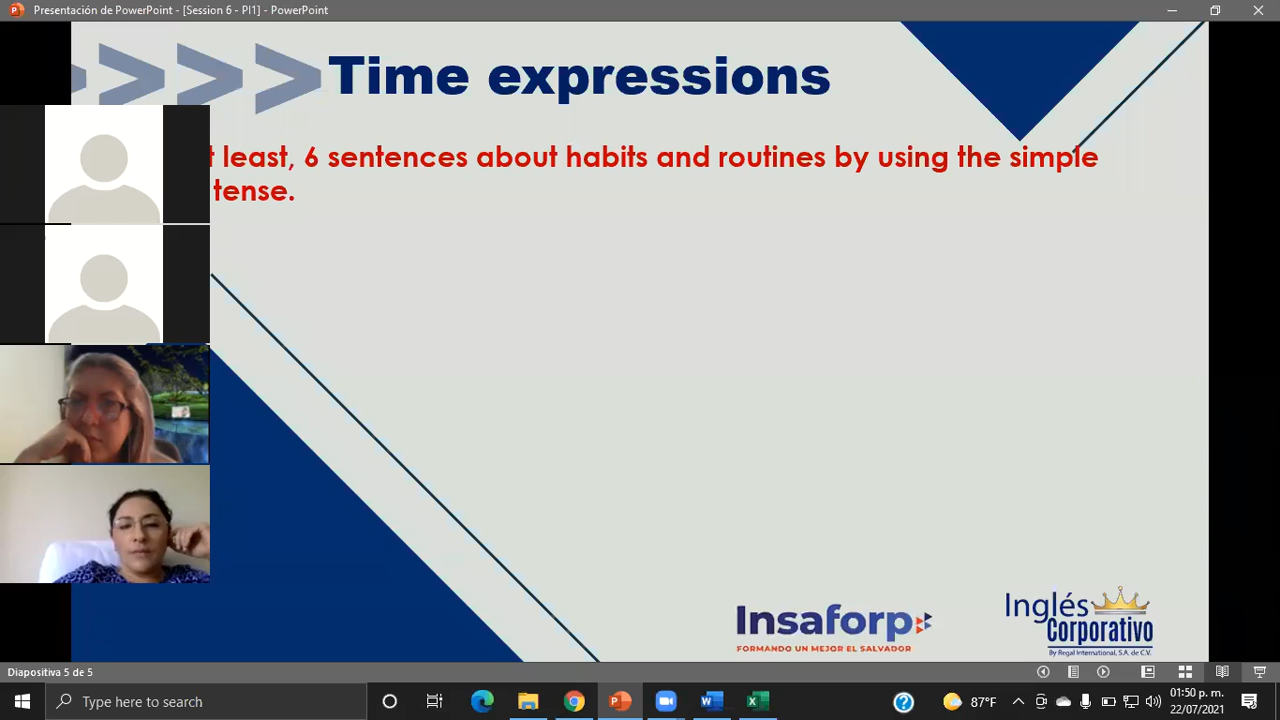 Presentación de PowerPoint - [Session 6 - PI1] - PowerPoint
>>>> Time expressions
least, 6 sentences about habits and routines by using the simple
tense.
Insaforp
FORMANDO UN MEJOR EL SALVADOR
Inglés
Corporativo
By Regal International, S.A. de C.V.
Diapositiva 5 de 5
Type here to search
87°F
01:50 p. m.
22/07/2021